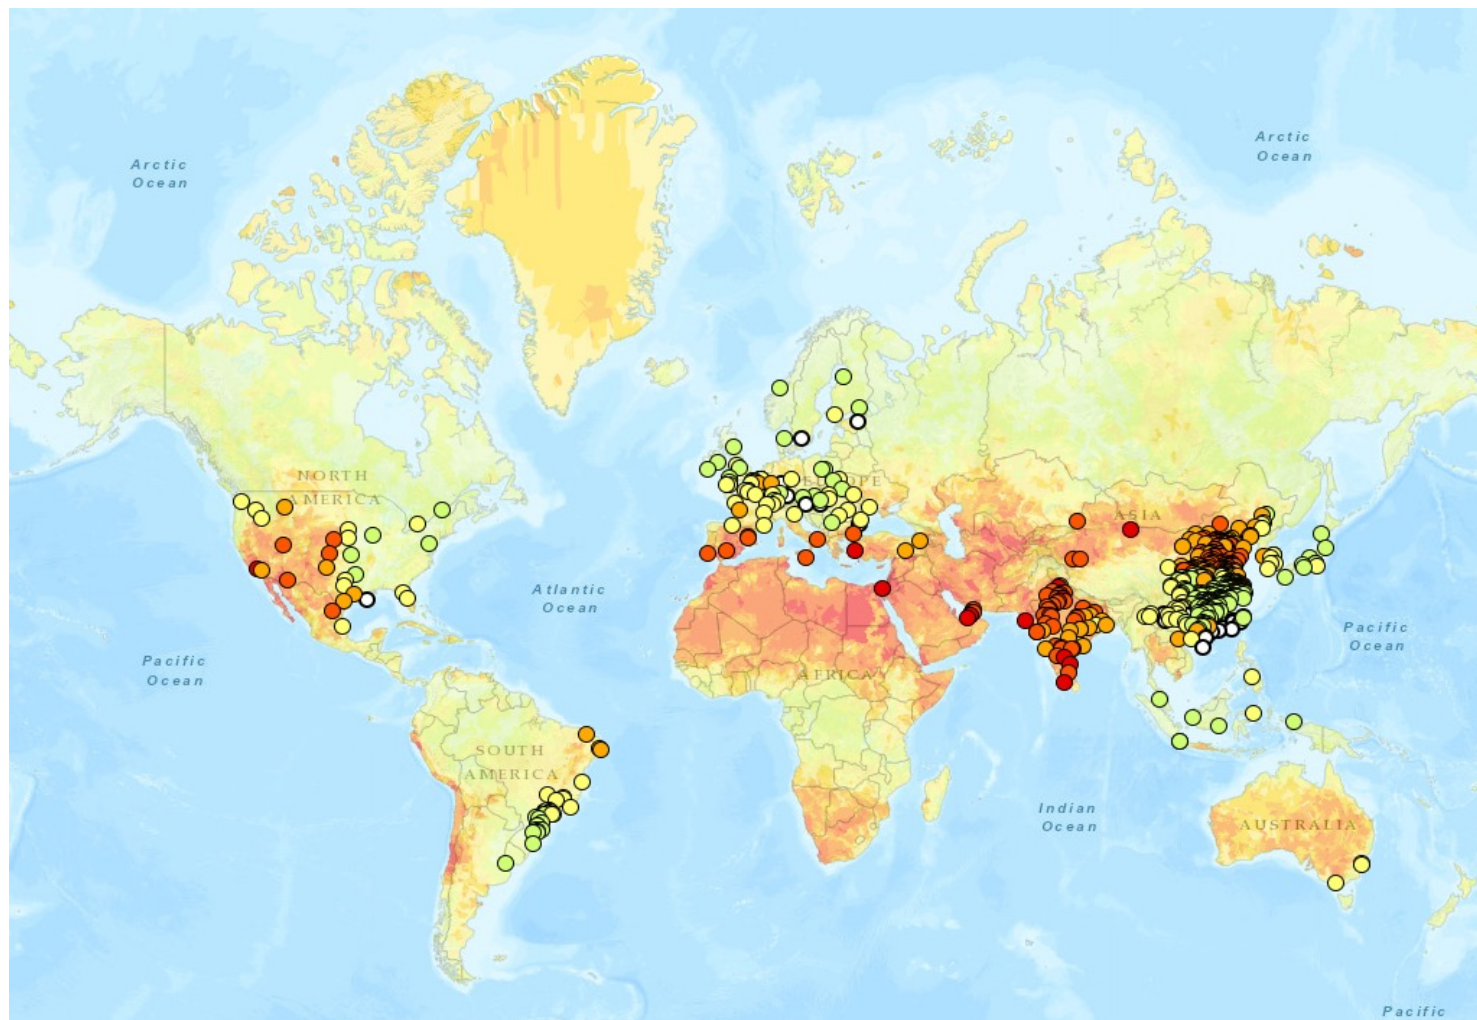 Arctic
Ocean
Arctic
Ocean
NORTH
AMERICA
EUROPE
ASIA
Atlantic
Ocean
Pacific
Ocean
Pacific
Ocean
AFRICA
SOUTH
AMERICA
Indian
Ocean
AUSTRALIA
Pacific